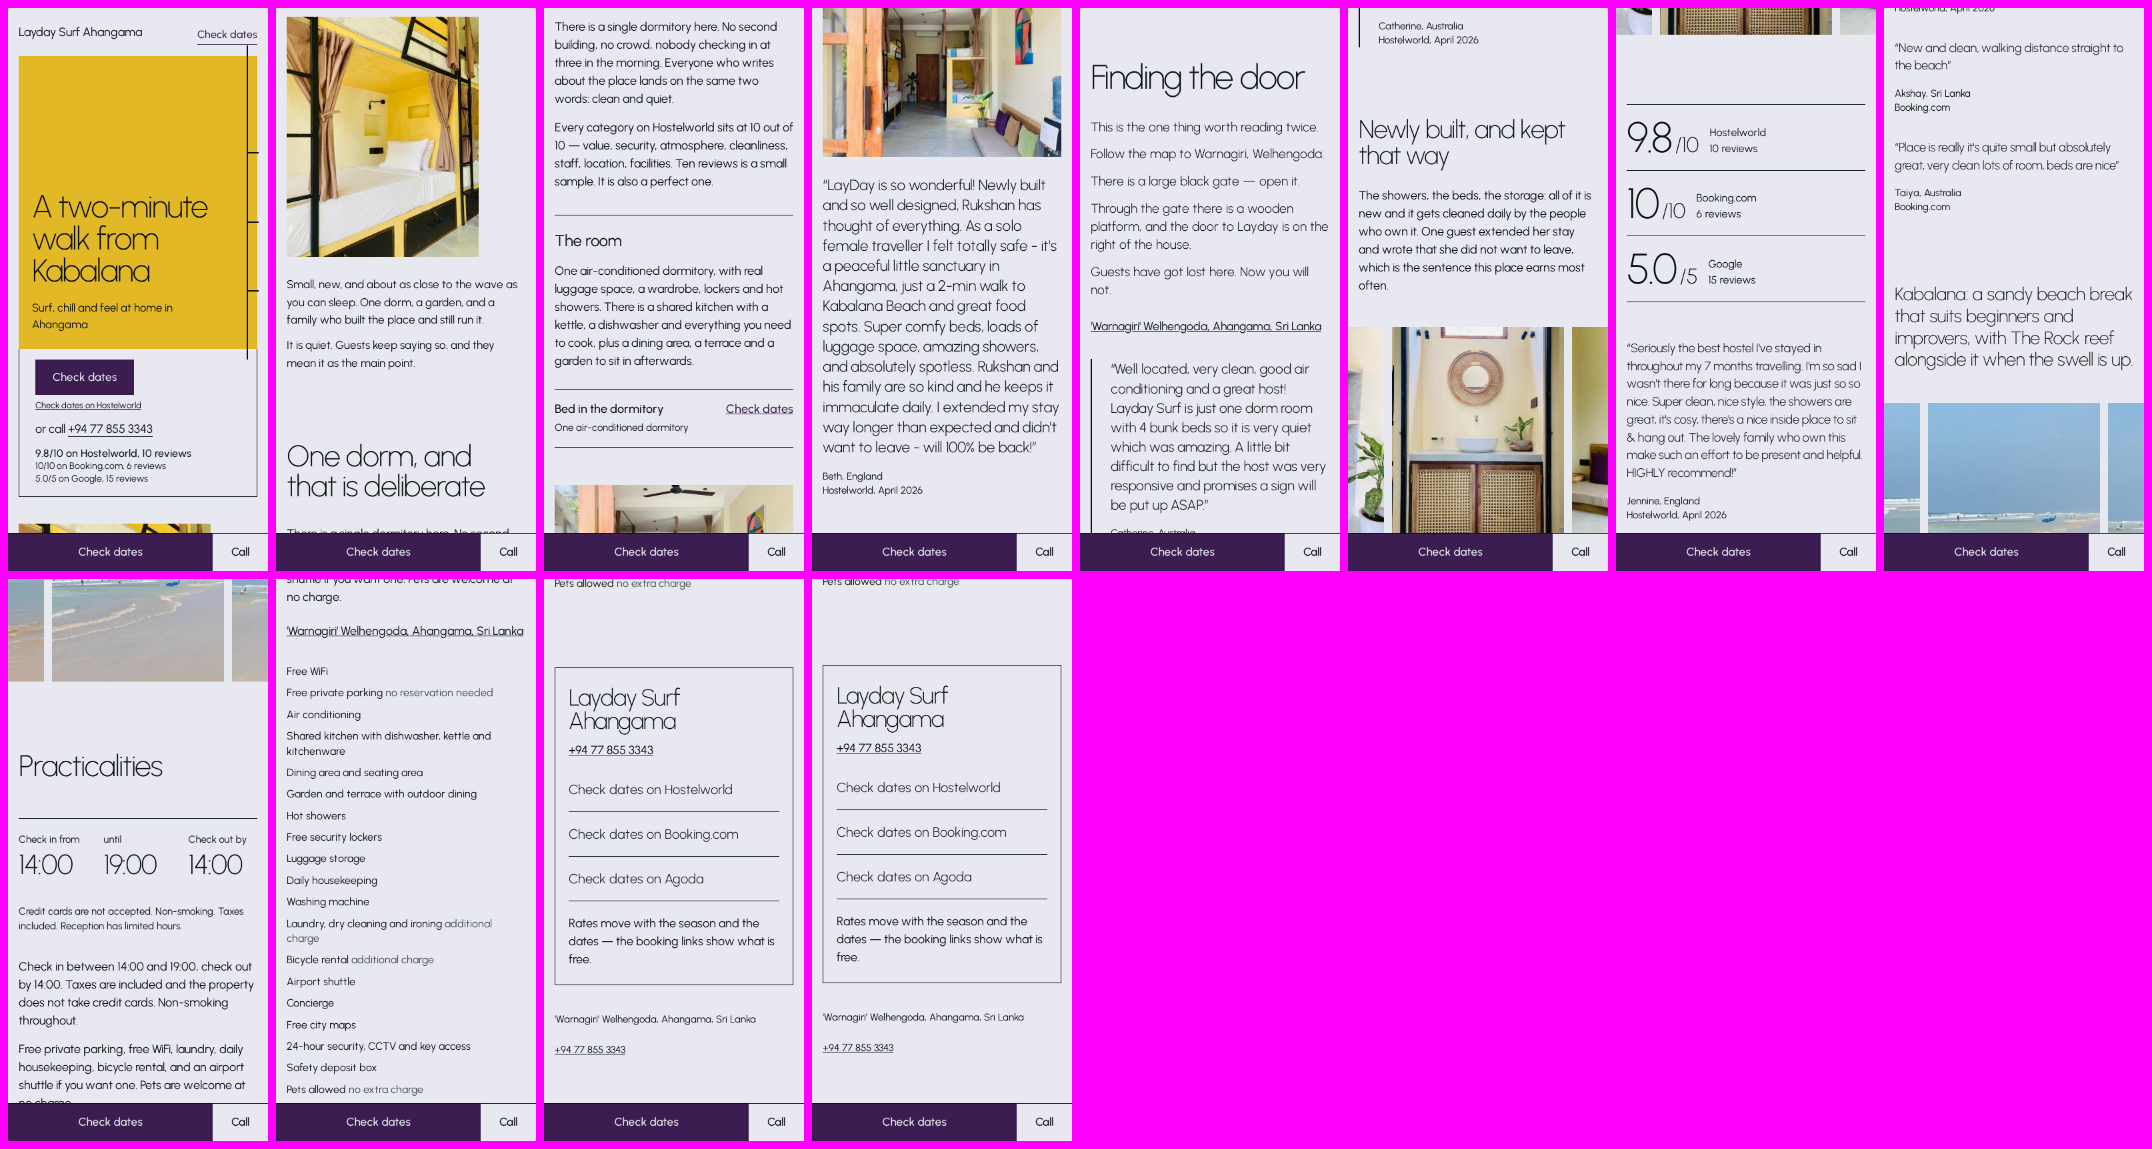 Layday Surf Ahangama
Check dates
A two-minute
walk from
Kabalana
Surf, chill and feel at home in
Ahangama
Check dates
Check dates on Hostelworld
or call +94 77 855 3343
9.8/10 on Hostelworld, 10 reviews
10/10 on Booking.com, 6 reviews
5.0/5 on Google, 15 reviews
Check dates
Call
Small, new, and about as close to the wave as
you can sleep. One dorm, a garden, and a
family who built the place and still run it.
It is quiet. Guests keep saying so, and they
mean it as the main point.
One dorm, and
that is deliberate
There is a single dormitory here. No second
Check dates
Call
There is a single dormitory here. No second
building, no crowd, nobody checking in at
three in the morning. Everyone who writes
about the place lands on the same two
words: clean and quiet.
Every category on Hostelworld sits at 10 out of
10 — value, security, atmosphere, cleanliness,
staff, location, facilities. Ten reviews is a small
sample. It is also a perfect one.
The room
One air-conditioned dormitory, with real
luggage space, a wardrobe, lockers and hot
showers. There is a shared kitchen with a
kettle, a dishwasher and everything you need
to cook, plus a dining area, a terrace and a
garden to sit in afterwards.
Bed in the dormitory
Check dates
One air-conditioned dormitory
Check dates
Call
“LayDay is so wonderful! Newly built
and so well designed, Rukshan has
thought of everything. As a solo
female traveller I felt totally safe - it's
a peaceful little sanctuary in
Ahangama, just a 2-min walk to
Kabalana Beach and great food
spots. Super comfy beds, loads of
luggage space, amazing showers,
and absolutely spotless. Rukshan and
his family are so kind and he keeps it
immaculate daily. I extended my stay
way longer than expected and didn't
want to leave - will 100% be back!”
Beth, England
Hostelworld, April 2026
Check dates
Call
Finding the door
This is the one thing worth reading twice.
Follow the map to Warnagiri, Welhengoda.
There is a large black gate — open it.
Through the gate there is a wooden
platform, and the door to Layday is on the
right of the house.
Guests have got lost here. Now you will
not.
'Warnagiri' Welhengoda, Ahangama, Sri Lanka
“Well located, very clean, good air
conditioning and a great host!
Layday Surf is just one dorm room
with 4 bunk beds so it is very quiet
which was amazing. A little bit
difficult to find but the host was very
responsive and promises a sign will
be put up ASAP.”
Catherine, Australia
Check dates
Call
Catherine, Australia
Hostelworld, April 2026
Newly built, and kept
that way
The showers, the beds, the storage: all of it is
new and it gets cleaned daily by the people
who own it. One guest extended her stay
and wrote that she did not want to leave,
which is the sentence this place earns most
often.
Check dates
Call
9.8/10
Hostelworld
10 reviews
10/10
Booking.com
6 reviews
5.0/5
Google
15 reviews
“Seriously the best hostel I've stayed in
throughout my 7 months travelling. I'm so sad I
wasn't there for long because it was just so so
nice. Super clean, nice style, the showers are
great, it's cosy, there's a nice inside place to sit
& hang out. The lovely family who own this
make such an effort to be present and helpful.
HIGHLY recommend!”
Jennine, England
Hostelworld, April 2026
Check dates
Call
Hostelworld, April 2026
“New and clean, walking distance straight to
the beach”
Akshay, Sri Lanka
Booking.com
“Place is really it's quite small but absolutely
great, very clean lots of room, beds are nice”
Taiya, Australia
Booking.com
Kabalana: a sandy beach break
that suits beginners and
improvers, with The Rock reef
alongside it when the swell is up.
Check dates
Call
Practicalities
Check in from
until
Check out by
14:00
19:00
14:00
Credit cards are not accepted. Non-smoking. Taxes
included. Reception has limited hours.
Check in between 14:00 and 19:00, check out
by 14:00. Taxes are included and the property
does not take credit cards. Non-smoking
throughout.
Free private parking, free WiFi, laundry, daily
housekeeping, bicycle rental, and an airport
shuttle if you want one. Pets are welcome at
no charge.
Check dates
Call
shuttle if you want one. Pets are welcome at
no charge.
'Warnagiri' Welhengoda, Ahangama, Sri Lanka
Free WiFi
Free private parking no reservation needed
Air conditioning
Shared kitchen with dishwasher, kettle and
kitchenware
Dining area and seating area
Garden and terrace with outdoor dining
Hot showers
Free security lockers
Luggage storage
Daily housekeeping
Washing machine
Laundry, dry cleaning and ironing additional
charge
Bicycle rental additional charge
Airport shuttle
Concierge
Free city maps
24-hour security, CCTV and key access
Safety deposit box
Pets allowed no extra charge
Check dates
Call
Pets allowed no extra charge
Layday Surf
Ahangama
+94 77 855 3343
Check dates on Hostelworld
Check dates on Booking.com
Check dates on Agoda
Rates move with the season and the
dates — the booking links show what is
free.
'Warnagiri' Welhengoda, Ahangama, Sri Lanka
+94 77 855 3343
Check dates
Call
Pets allowed no extra charge
Layday Surf
Ahangama
+94 77 855 3343
Check dates on Hostelworld
Check dates on Booking.com
Check dates on Agoda
Rates move with the season and the
dates — the booking links show what is
free.
'Warnagiri' Welhengoda, Ahangama, Sri Lanka
+94 77 855 3343
Check dates
Call